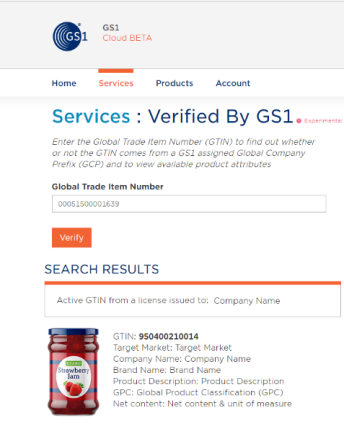 GS1
GS1
Cloud BETA
Home Services Products Account
Services : Verified By GS1 Experimental
Enter the Global Trade Item Number (GTIN) to find out whether
or not the GTIN comes from a GS1 assigned Global Company
Prefix (GCP) and to view available product attributes
Global Trade Item Number
00051500001639
Verify
SEARCH RESULTS
Active GTIN from a license issued to: Company Name
GTIN: 950400210014
Target Market: Target Market
Company Name: Company Name
Brand Name: Brand Name
Product Description: Product Description
GPC: Global Product Classification (GPC)
Net content: Net content & unit of measure
Strawberry
Jam